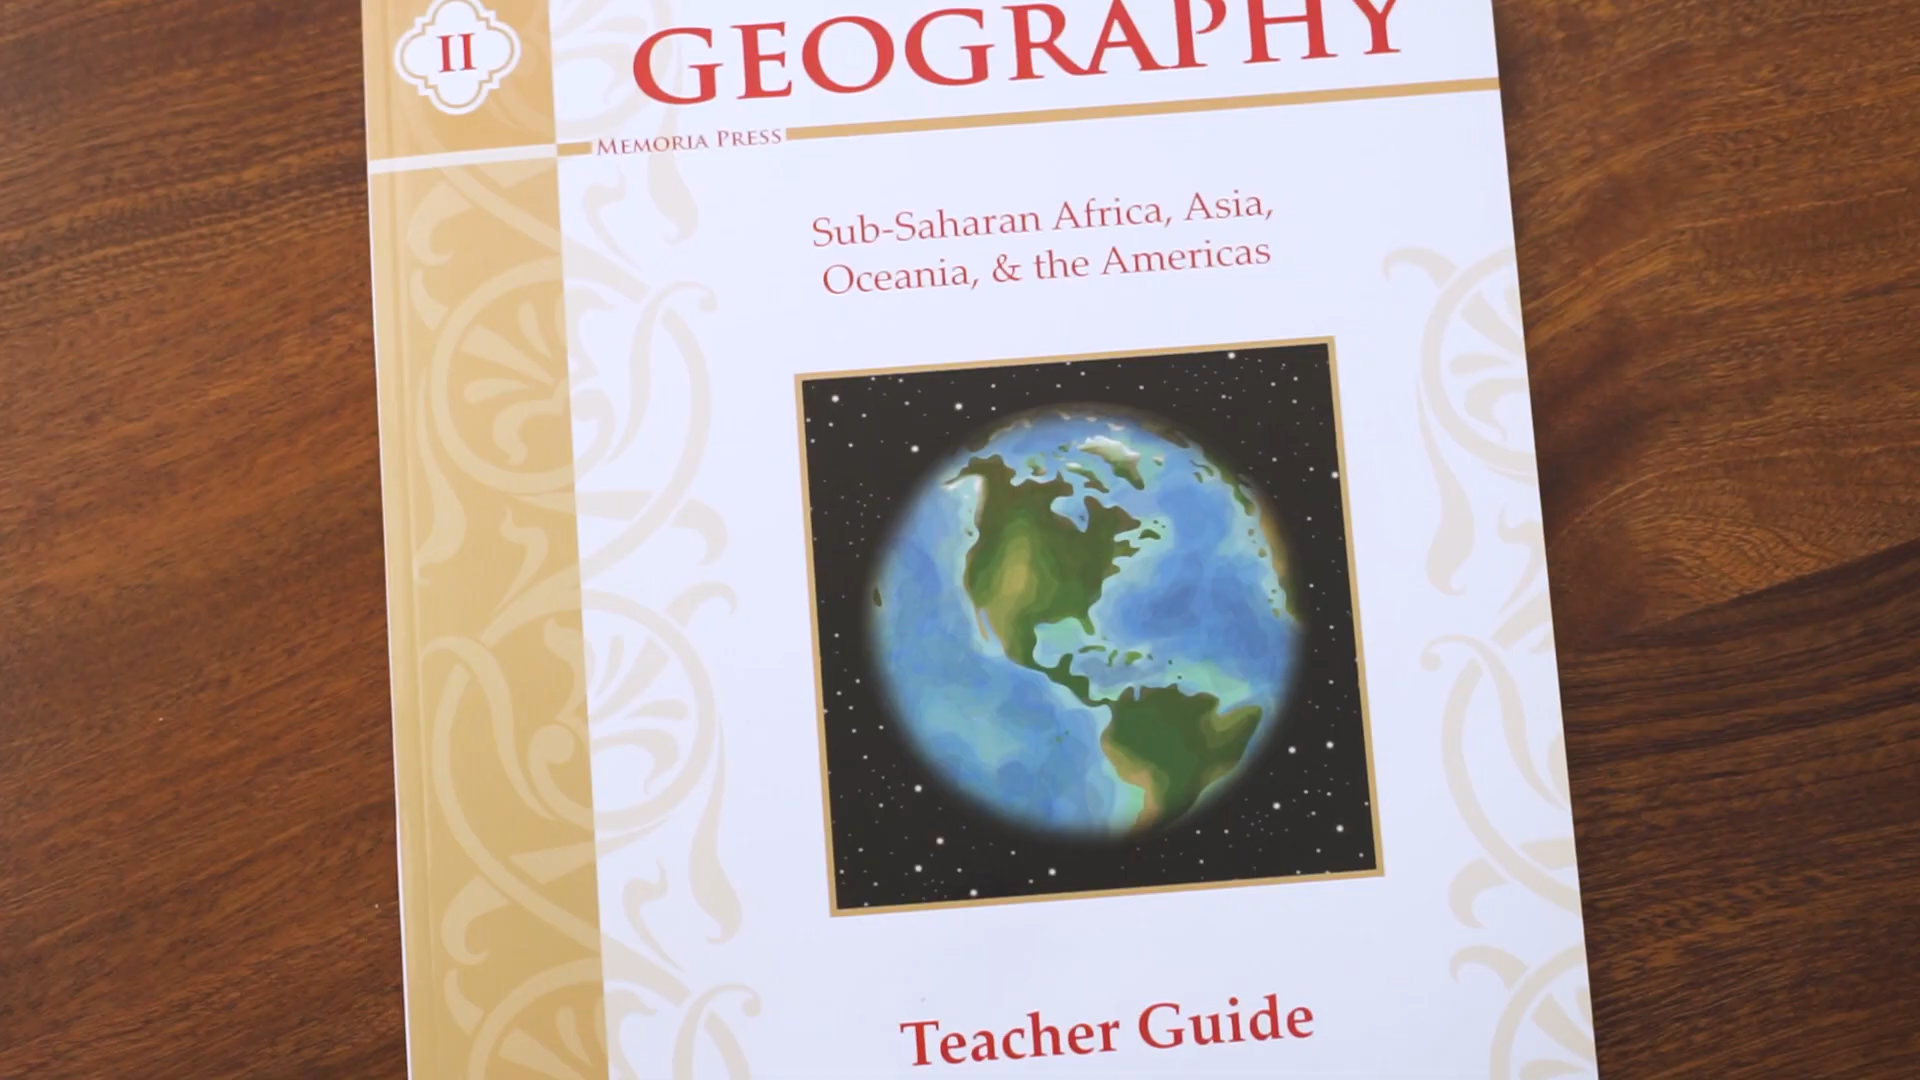 II
GEOGRAPHY
MEMORIA PRESS
Sub-Saharan Africa, Asia,
Oceania, & the Americas
Teacher Guide